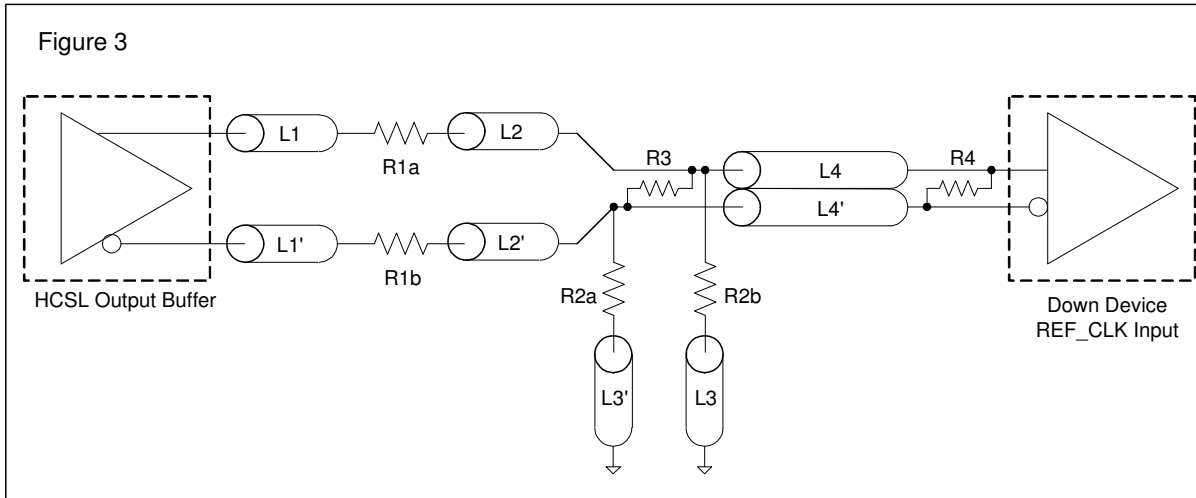 Figure 3
L1
R1a
L2
R3
L4
R4
L1'
R1b
L2'
L4'
HCSL Output Buffer
R2a
R2b
Down Device
REF_CLK Input
L3'
L3